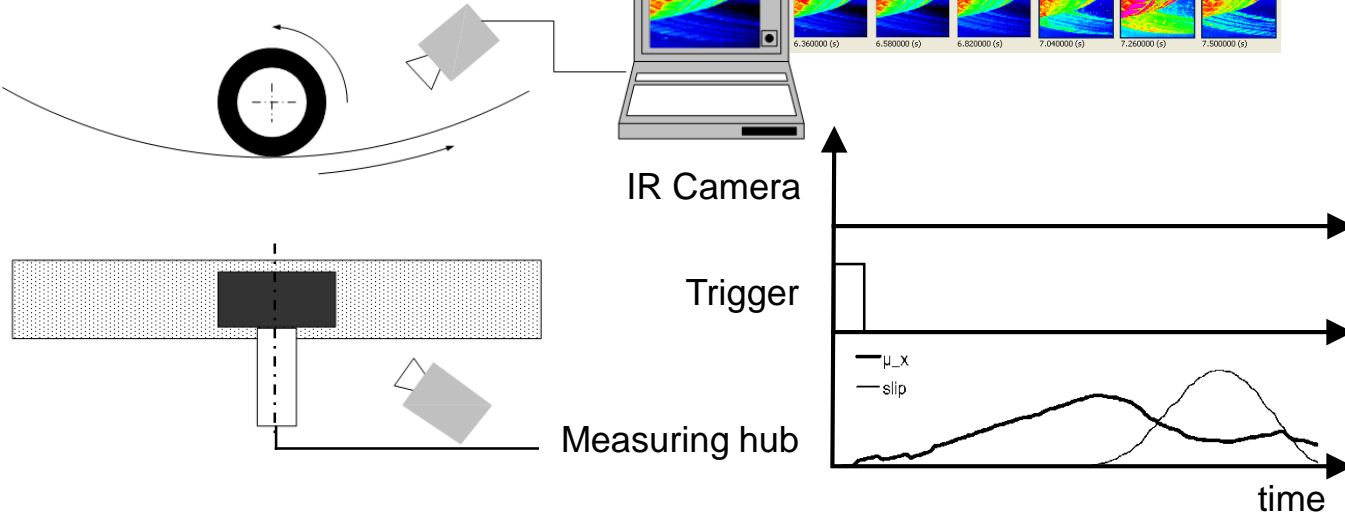 6.360000 (s) 6.580000 (s) 6.820000 (s) 7.040000 (s) 7.260000 (s) 7.500000 (s)
IR Camera
Trigger
μ_x
slip
Measuring hub
time